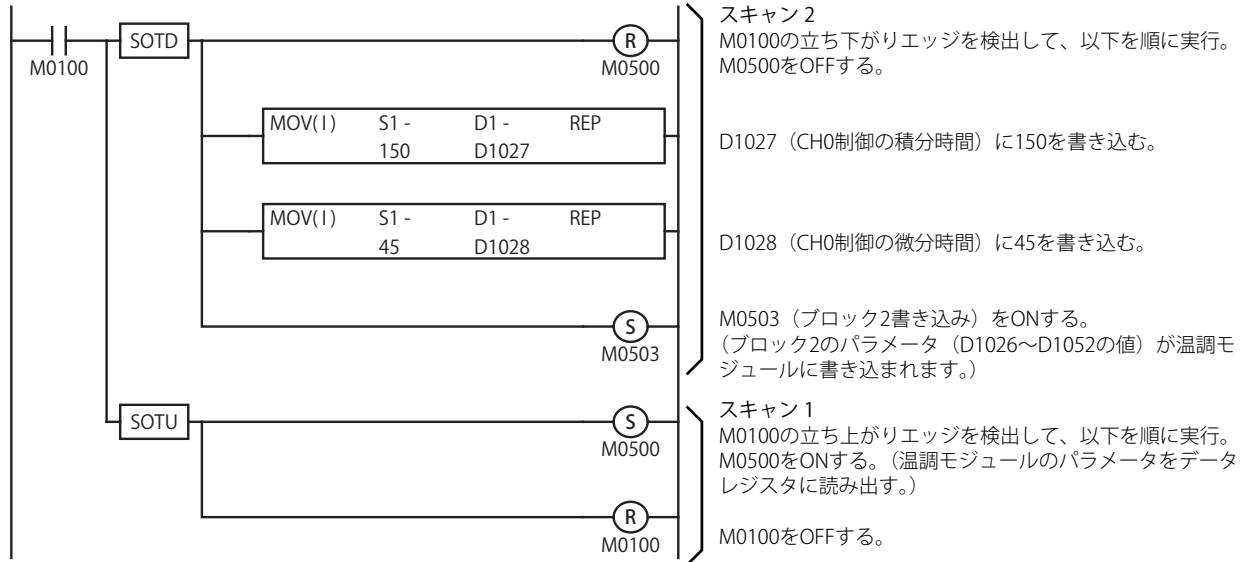 SOTD
R
M0100
M0500
MOV(I) S1 - D1 - REP
150 D1027
MOV(I) S1 - D1 - REP
45 D1028
S
M0503
SOTU
S
M0500
R
M0100
スキャン 2
M0100の立ち下がりエッジを検出して、以下を順に実行。
M0500をOFFする。
D1027（CH0制御の積分時間）に150を書き込む。
D1028（CH0制御の微分時間）に45を書き込む。
M0503（ブロック2書き込み）をONする。
（ブロック2のパラメータ（D1026～D1052の値）が温調モ
ジュールに書き込まれます。）
スキャン 1
M0100の立ち上がりエッジを検出して、以下を順に実行。
M0500をONする。（温調モジュールのパラメータをデータ
レジスタに読み出す。）
M0100をOFFする。